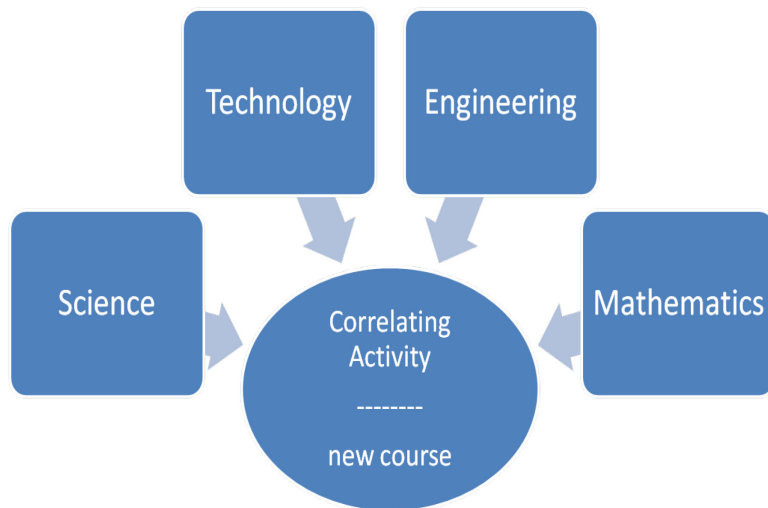 Technology
Engineering
Science
Mathematics
Correlating
Activity
--------
new course